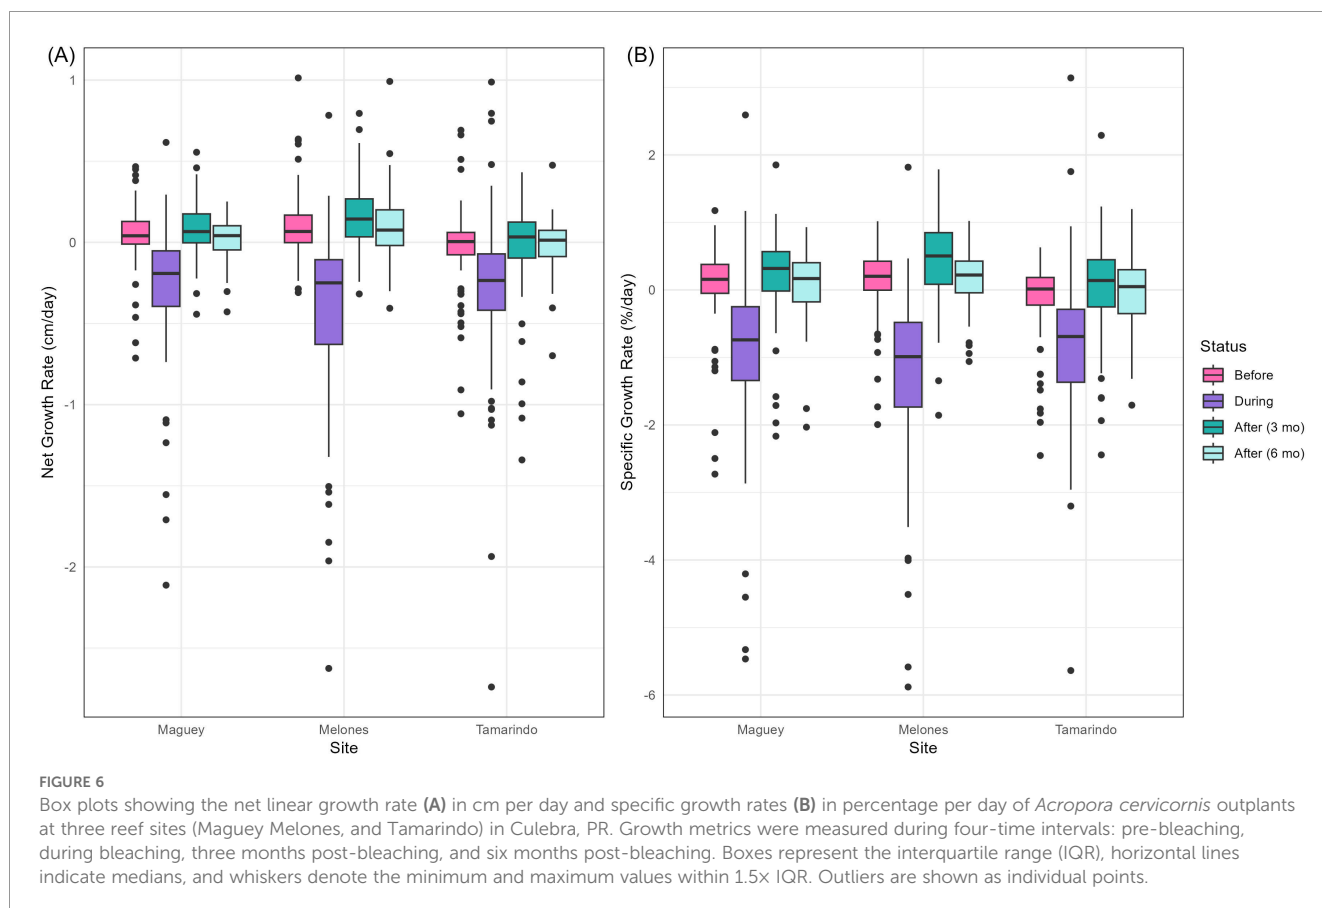 (A)
Net Growth Rate (cm/day)
1
0
-1
-2
Maguey
Melones
Tamarindo
Site
(B)
Specific Growth Rate (%/day)
2
0
-2
-4
-6
Maguey
Melones
Tamarindo
Site
Status
Before
During
After (3 mo)
After (6 mo)
FIGURE 6
Box plots showing the net linear growth rate (A) in cm per day and specific growth rates (B) in percentage per day of Acropora cervicornis outplants
at three reef sites (Maguey Melones, and Tamarindo) in Culebra, PR. Growth metrics were measured during four-time intervals: pre-bleaching,
during bleaching, three months post-bleaching, and six months post-bleaching. Boxes represent the interquartile range (IQR), horizontal lines
indicate medians, and whiskers denote the minimum and maximum values within 1.5× IQR. Outliers are shown as individual points.